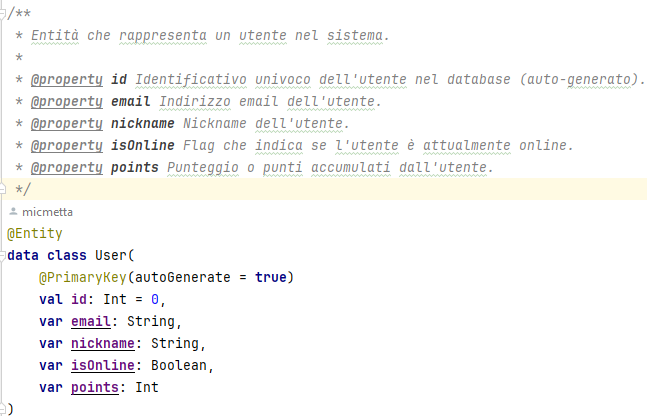 /**
* Entità che rappresenta un utente nel sistema.
*
* @property id Identificativo univoco dell'utente nel database (auto-generato).
* @property email Indirizzo email dell'utente.
* @property nickname Nickname dell'utente.
* @property isOnline Flag che indica se l'utente è attualmente online.
* @property points Punteggio o punti accumulati dall'utente.
*/
micmetta
@Entity
data class User(
@PrimaryKey(autoGenerate = true)
val id: Int = 0,
var email: String,
var nickname: String,
var isOnline: Boolean,
var points: Int
)